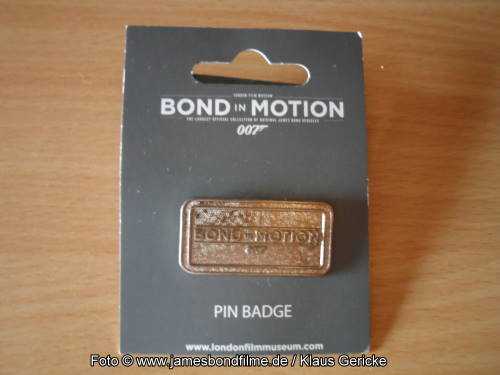 LONDON FILM MUSEUM
BOND IN MOTION
THE LARGEST OFFICIAL COLLECTION OF ORIGINAL JAMES BOND VEHICLES
007
BOND IN MOTION
PIN BADGE
www.londonfilmmuseum.com
Foto © www.jamesbondfilme.de / Klaus Gericke